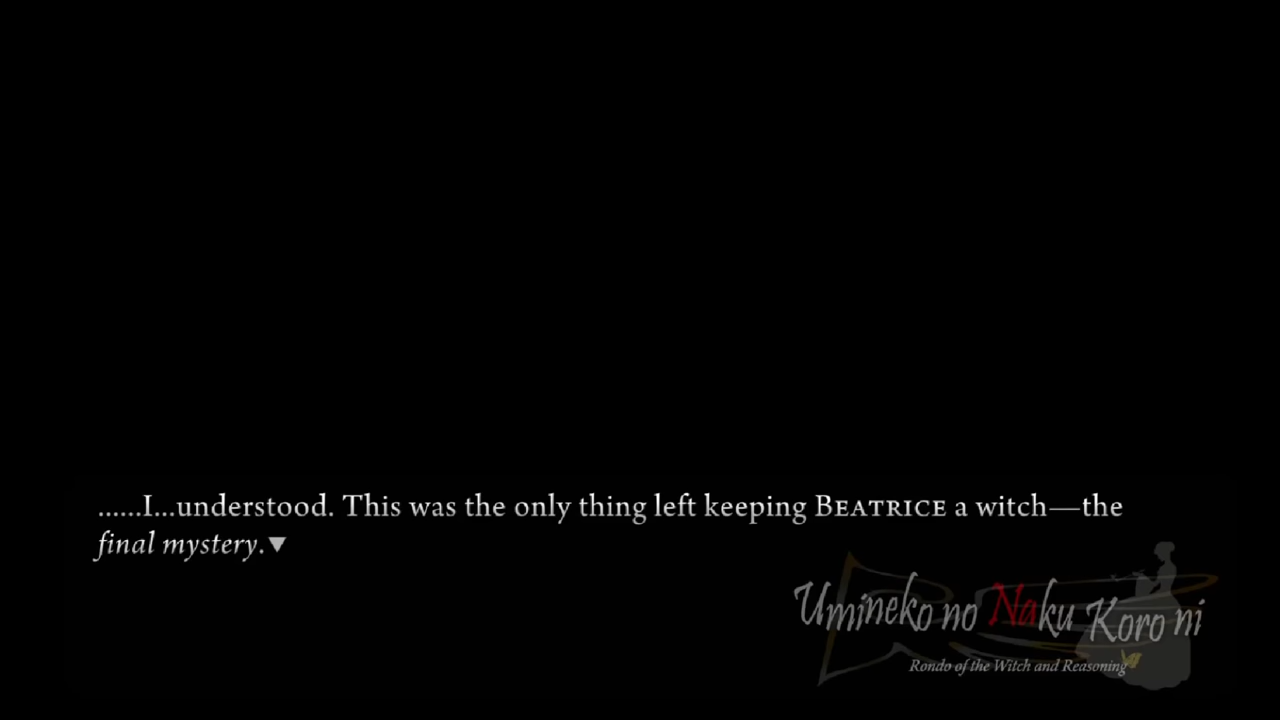 ......I...understood. This was the only thing left keeping BEATRICE a witch—the
final mystery.▼
Umineko no Naku Koro ni
Rondo of the Witch and Reasoning